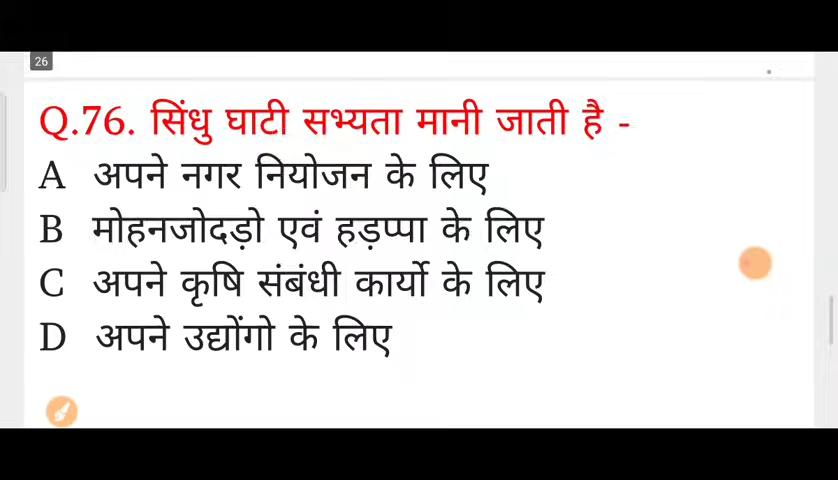 26
Q.76. सिंधु घाटी सभ्यता मानी जाती है -
A अपने नगर नियोजन के लिए
B मोहनजोदड़ो एवं हड़प्पा के लिए
C अपने कृषि संबंधी कार्यो के लिए
D अपने उद्योंगो के लिए